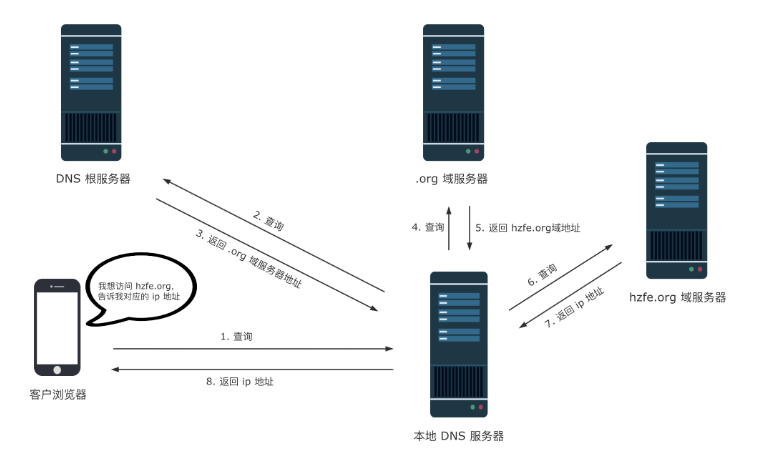 DNS 根服务器
.org 域服务器
2. 查询
3. 返回 .org 域服务器地址
4. 查询
5. 返回 hzfe.org域地址
6. 查询
7. 返回 ip 地址
hzfe.org 域服务器
我想访问 hzfe.org,
告诉我对应的 ip 地址
1. 查询
8. 返回 ip 地址
客户浏览器
本地 DNS 服务器